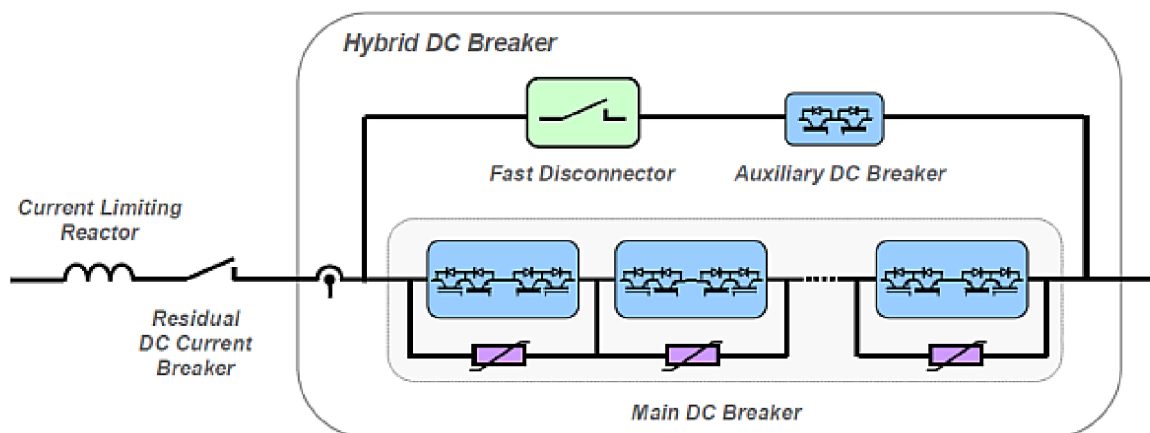 Hybrid DC Breaker
Fast Disconnector
Auxiliary DC Breaker
Current Limiting
Reactor
Residual
DC Current
Breaker
Main DC Breaker